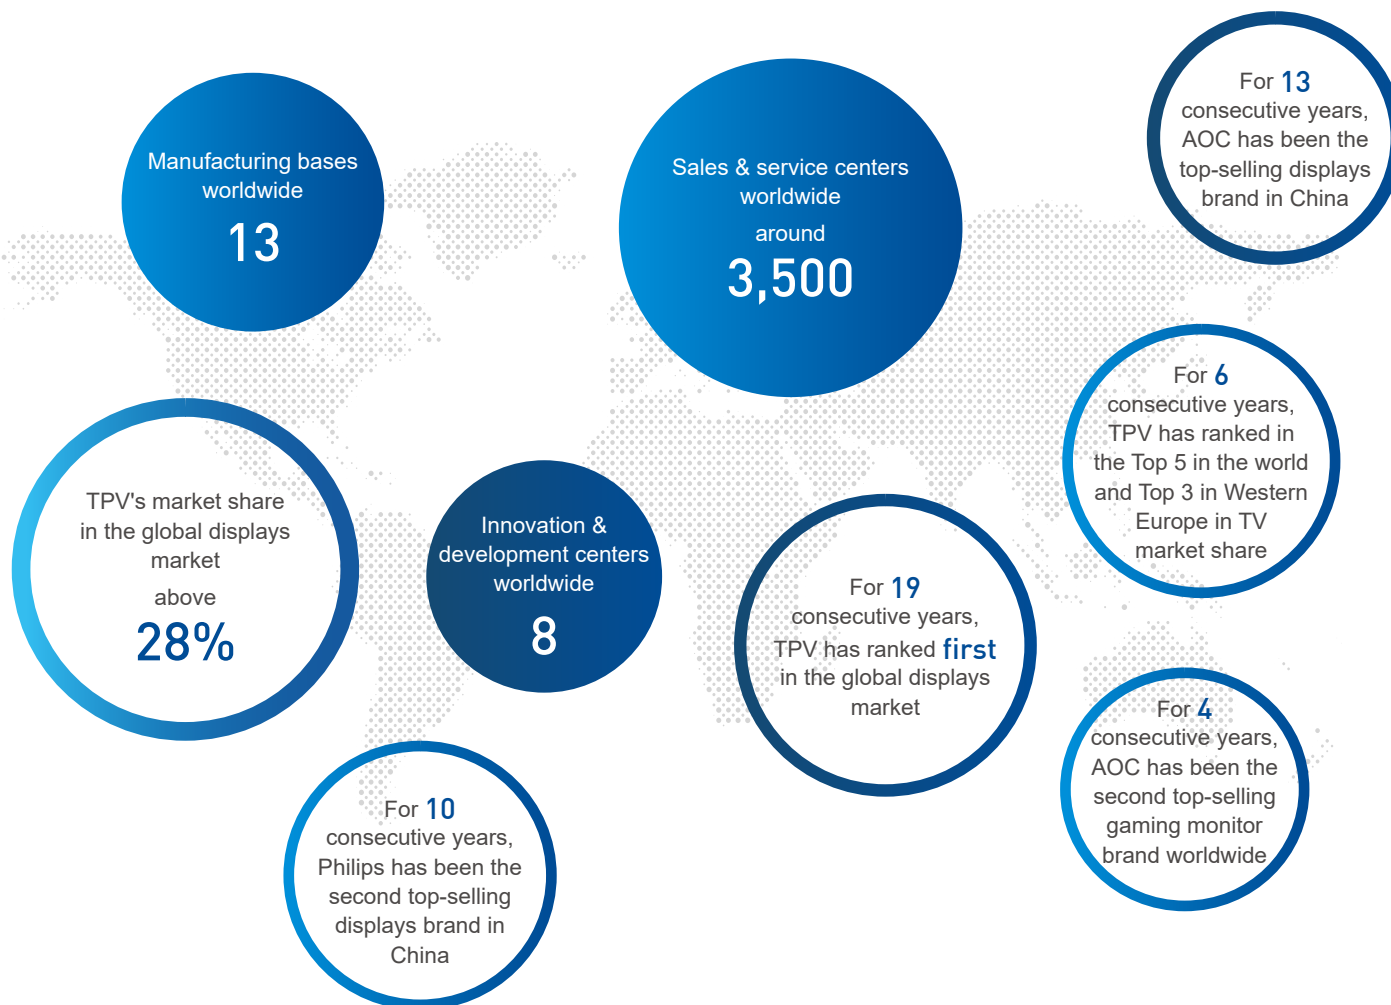 Manufacturing bases
worldwide
13
Sales & service centers
worldwide
around
3,500
For 13
consecutive years,
AOC has been the
top-selling displays
brand in China
For 6
consecutive years,
TPV has ranked in
the Top 5 in the world
and Top 3 in Western
Europe in TV
market share
TPV's market share
in the global displays
market
above
28%
Innovation &
development centers
worldwide
8
For 19
consecutive years,
TPV has ranked first
in the global displays
market
For 4
consecutive years,
AOC has been the
second top-selling
gaming monitor
brand worldwide
For 10
consecutive years,
Philips has been the
second top-selling
displays brand in
China